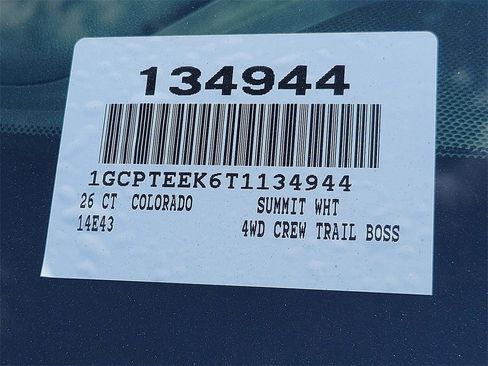 134944
1GCPTEEK6T1134944
26 CT COLORADO SUMMIT WHT
14E43 4WD CREW TRAIL BOSS